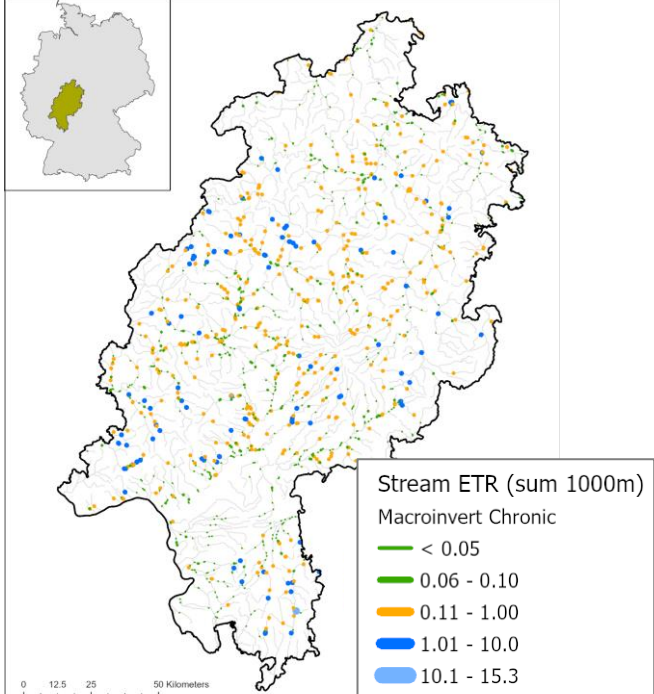 Stream ETR (sum 1000m)
Macroinvert Chronic
< 0.05
0.06 - 0.10
0.11 - 1.00
1.01 - 10.0
10.1 - 15.3
0 12.5 25 50 Kilometers